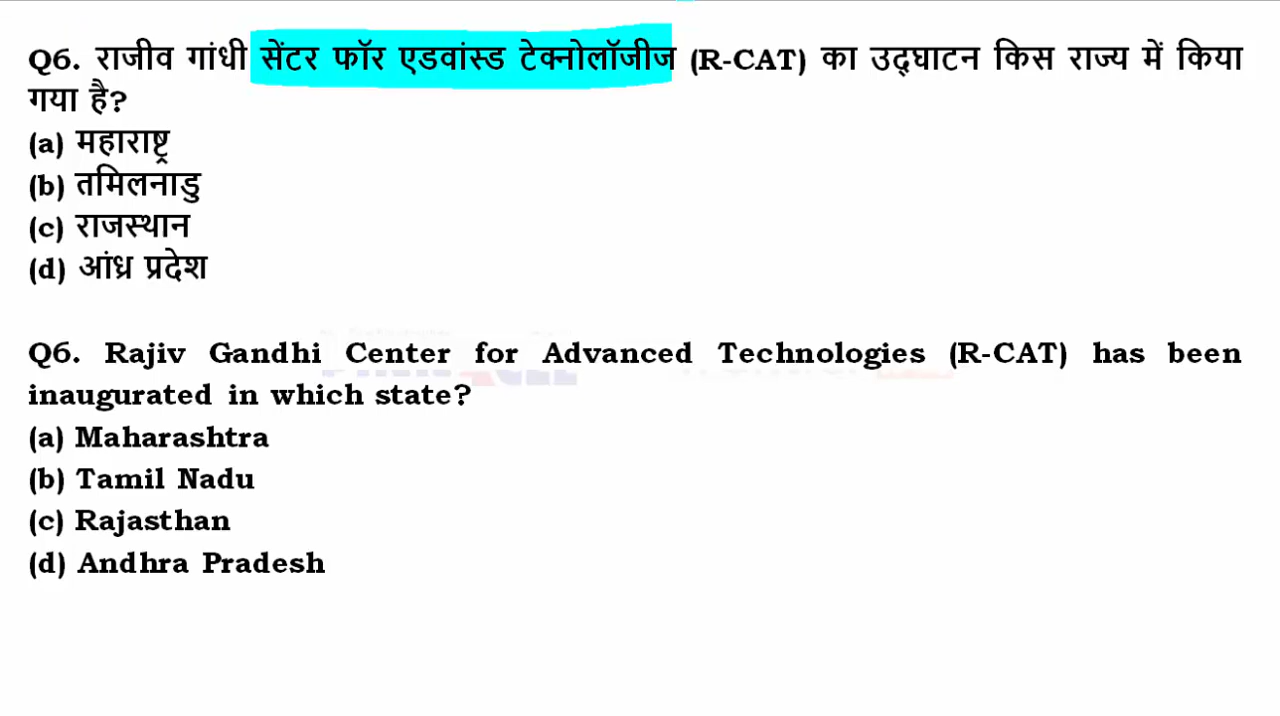 Q6. राजीव गांधी सेंटर फॉर एडवांस्ड टेक्नोलॉजीज (R-CAT) का उद्घाटन किस राज्य में किया
गया है?
(a) महाराष्ट्र
(b) तमिलनाडु
(c) राजस्थान
(d) आंध्र प्रदेश
Q6. Rajiv Gandhi Center for Advanced Technologies (R-CAT) has been
inaugurated in which state?
(a) Maharashtra
(b) Tamil Nadu
(c) Rajasthan
(d) Andhra Pradesh